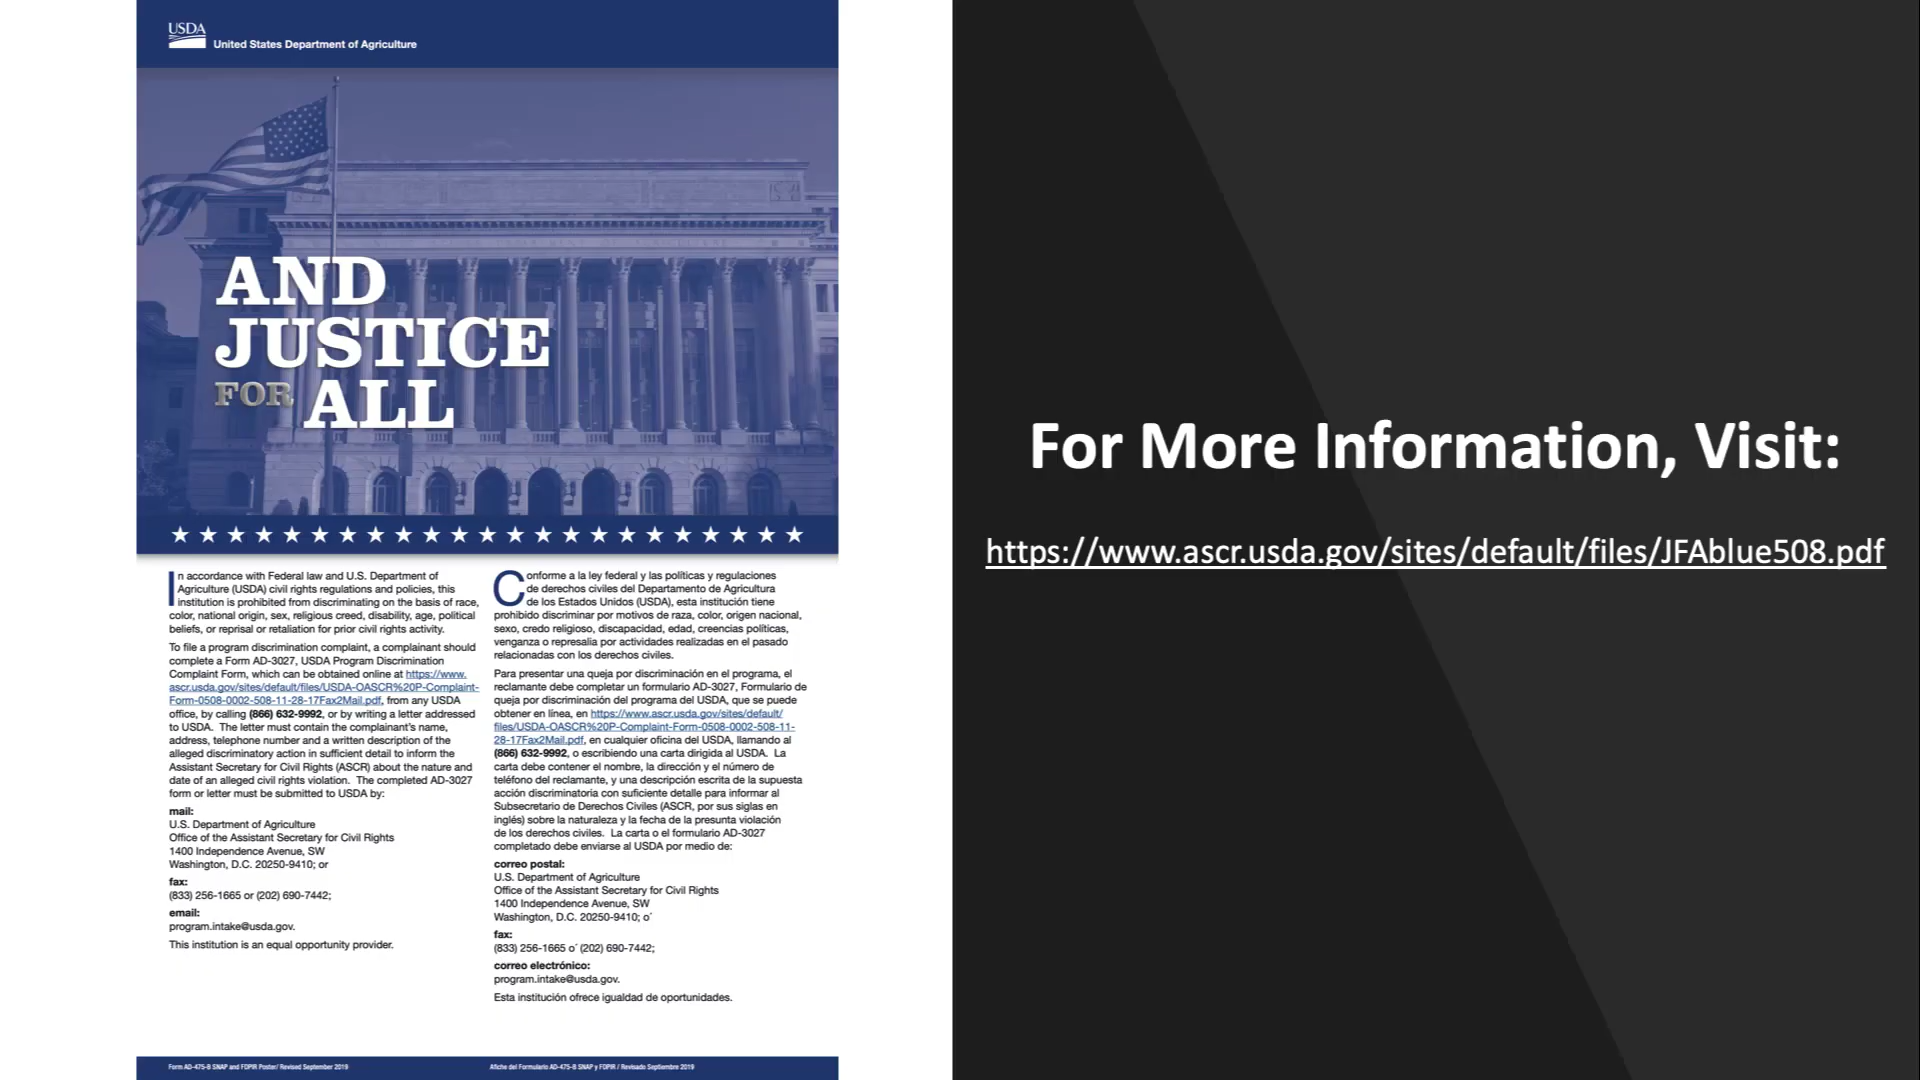 USDA
United States Department of Agriculture
AND
JUSTICE
FOR ALL
In accordance with Federal law and U.S. Department of
Agriculture (USDA) civil rights regulations and policies, this
institution is prohibited from discriminating on the basis of race,
color, national origin, sex, religious creed, disability, age, political
beliefs, or reprisal or retaliation for prior civil rights activity.
To file a program discrimination complaint, a complainant should
complete a Form AD-3027, USDA Program Discrimination
Complaint Form, which can be obtained online at https://www.
ascr.usda.gov/sites/default/files/USDA-OASCR%20P-Complaint-
Form-0508-0002-508-11-28-17Fax2Mail.pdf, from any USDA
office, by calling (866) 632-9992, or by writing a letter addressed
to USDA. The letter must contain the complainant's name,
address, telephone number and a written description of the
alleged discriminatory action in sufficient detail to inform the
Assistant Secretary for Civil Rights (ASCR) about the nature and
date of an alleged civil rights violation. The completed AD-3027
form or letter must be submitted to USDA by:
mail:
U.S. Department of Agriculture
Office of the Assistant Secretary for Civil Rights
1400 Independence Avenue, SW
Washington, D.C. 20250-9410; or
fax:
(833) 256-1665 or (202) 690-7442;
email:
program.intake@usda.gov.
This institution is an equal opportunity provider.
Conforme a la ley federal y las políticas y regulaciones
de derechos civiles del Departamento de Agricultura
de los Estados Unidos (USDA), esta institución tiene
prohibido discriminar por motivos de raza, color, origen nacional,
sexo, credo religioso, discapacidad, edad, creencias políticas,
venganza o represalia por actividades realizadas en el pasado
relacionadas con los derechos civiles.
Para presentar una queja por discriminación en el programa, el
reclamante debe completar un formulario AD-3027, Formulario de
queja por discriminación del programa del USDA, que se puede
obtener en línea, en https://www.ascr.usda.gov/sites/default/
files/USDA-OASCR%20P-Complaint-Form-0508-0002-508-11-
28-17Fax2Mail.pdf, en cualquier oficina del USDA, llamando al
(866) 632-9992, o escribiendo una carta dirigida al USDA. La
carta debe contener el nombre, la dirección y el número de
teléfono del reclamante, y una descripción escrita de la supuesta
acción discriminatoria con suficiente detalle para informar al
Subsecretario de Derechos Civiles (ASCR, por sus siglas en
inglés) sobre la naturaleza y la fecha de la presunta violación
de los derechos civiles. La carta o el formulario AD-3027
completado debe enviarse al USDA por medio de:
correo postal:
U.S. Department of Agriculture
Office of the Assistant Secretary for Civil Rights
1400 Independence Avenue, SW
Washington, D.C. 20250-9410; o´
fax:
(833) 256-1665 o´ (202) 690-7442;
correo electrónico:
program.intake@usda.gov.
Esta institución ofrece igualdad de oportunidades.
Form AD-475-B SNAP and FDPIR Poster/ Revised September 2019
Afiche del Formulario AD-475-B SNAP y FDPIR / Revisado Septiembre 2019
For More Information, Visit:
https://www.ascr.usda.gov/sites/default/files/JFAblue508.pdf